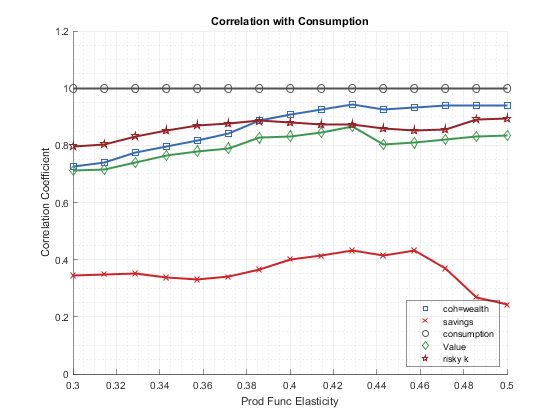 Correlation with Consumption
1.2
1
0.8
0.6
0.4
0.2
0
Correlation Coefficient
0.3 0.32 0.34 0.36 0.38 0.4 0.42 0.44 0.46 0.48 0.5
Prod Func Elasticity
coh=wealth
savings
consumption
Value
risky k